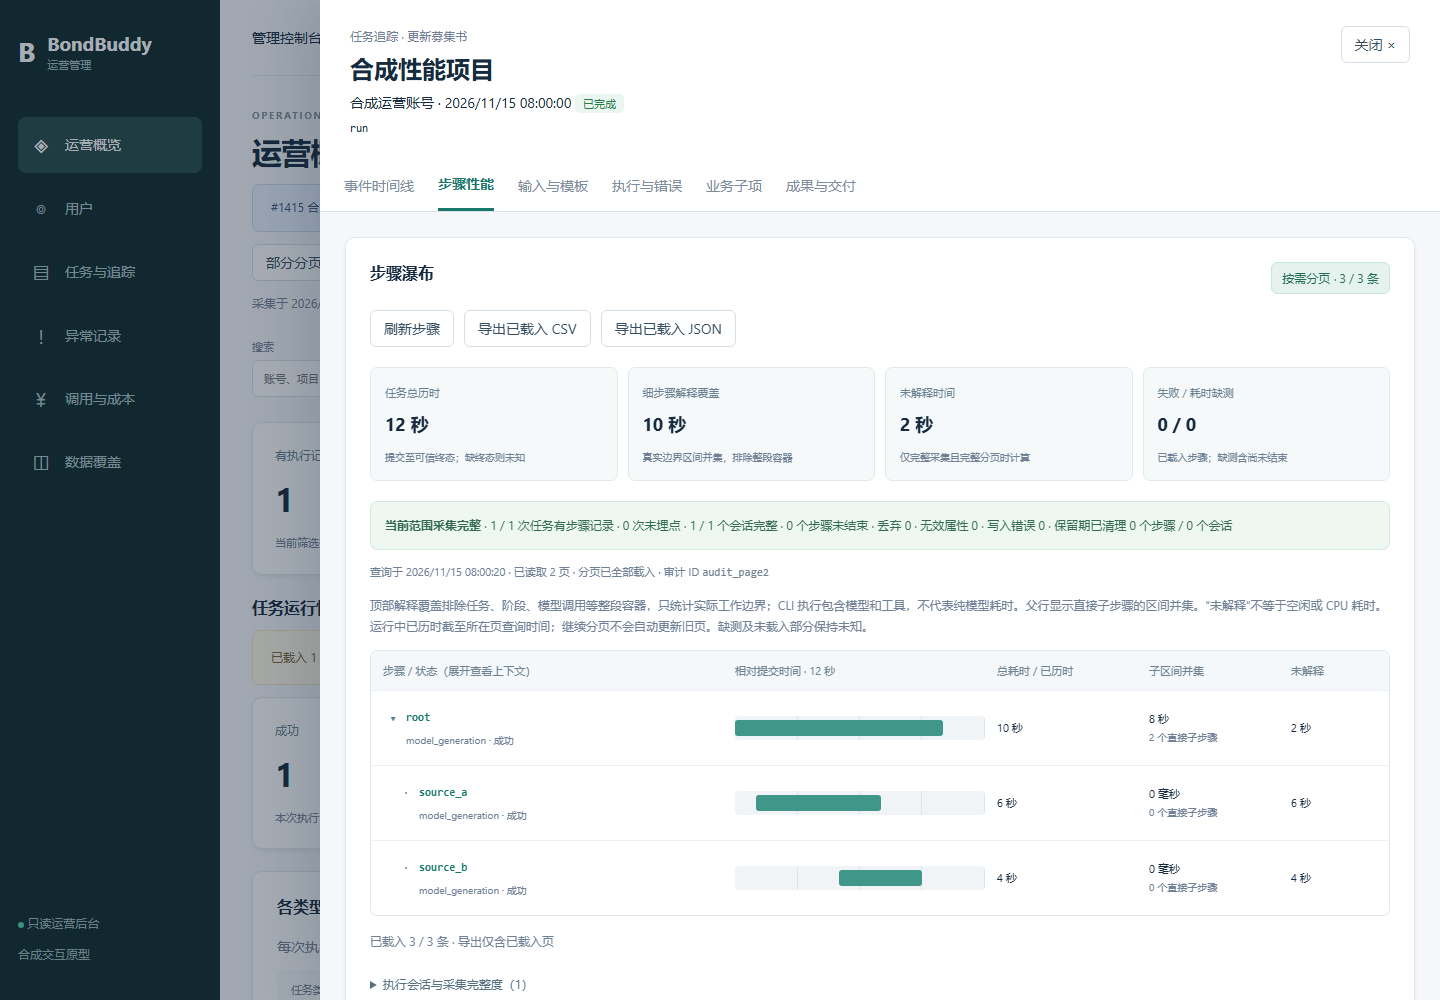 B BondBuddy
运营管理
运营概览
用户
任务与追踪
异常记录
调用与成本
数据覆盖
只读运营后台
合成交互原型
管理控制台
OPERATION
运营概
#1415 合
部分分页
采集于 2026/
搜索
账号、项目
有执行记
1
当前筛选
任务运行情
已载入 1
成功
1
本次执行
各类型
每次执
任务类
任务追踪 · 更新募集书
关闭 ×
合成性能项目
合成运营账号 · 2026/11/15 08:00:00 已完成
run
事件时间线 步骤性能 输入与模板 执行与错误 业务子项 成果与交付
步骤瀑布
按需分页 · 3 / 3 条
刷新步骤 导出已载入 CSV 导出已载入 JSON
任务总历时
12 秒
提交至可信终态；缺终态则未知
细步骤解释覆盖
10 秒
真实边界区间并集，排除整段容器
未解释时间
2 秒
仅完整采集且完整分页时计算
失败 / 耗时缺测
0 / 0
已载入步骤；缺测含尚未结束
当前范围采集完整 · 1 / 1 次任务有步骤记录 · 0 次未埋点 · 1 / 1 个会话完整 · 0 个步骤未结束 · 丢弃 0 · 无效属性 0 · 写入错误 0 · 保留期已清理 0 个步骤 / 0 个会话
查询于 2026/11/15 08:00:20 · 已读取 2 页 · 分页已全部载入 · 审计 ID audit_page2
顶部解释覆盖排除任务、阶段、模型调用等整段容器，只统计实际工作边界；CLI 执行包含模型和工具，不代表纯模型耗时。父行显示直接子步骤的区间并集。“未解释”不等于空闲或 CPU 耗时。
运行中已历时截至所在页查询时间；继续分页不会自动更新旧页。缺测及未载入部分保持未知。
步骤 / 状态（展开查看上下文） 相对提交时间 · 12 秒 总耗时 / 已历时 子区间并集 未解释
▾ root 10 秒 8 秒 2 秒
model_generation · 成功 2 个直接子步骤
· source_a 6 秒 0 毫秒 6 秒
model_generation · 成功 0 个直接子步骤
· source_b 4 秒 0 毫秒 4 秒
model_generation · 成功 0 个直接子步骤
已载入 3 / 3 条 · 导出仅含已载入页
▶ 执行会话与采集完整度（1）